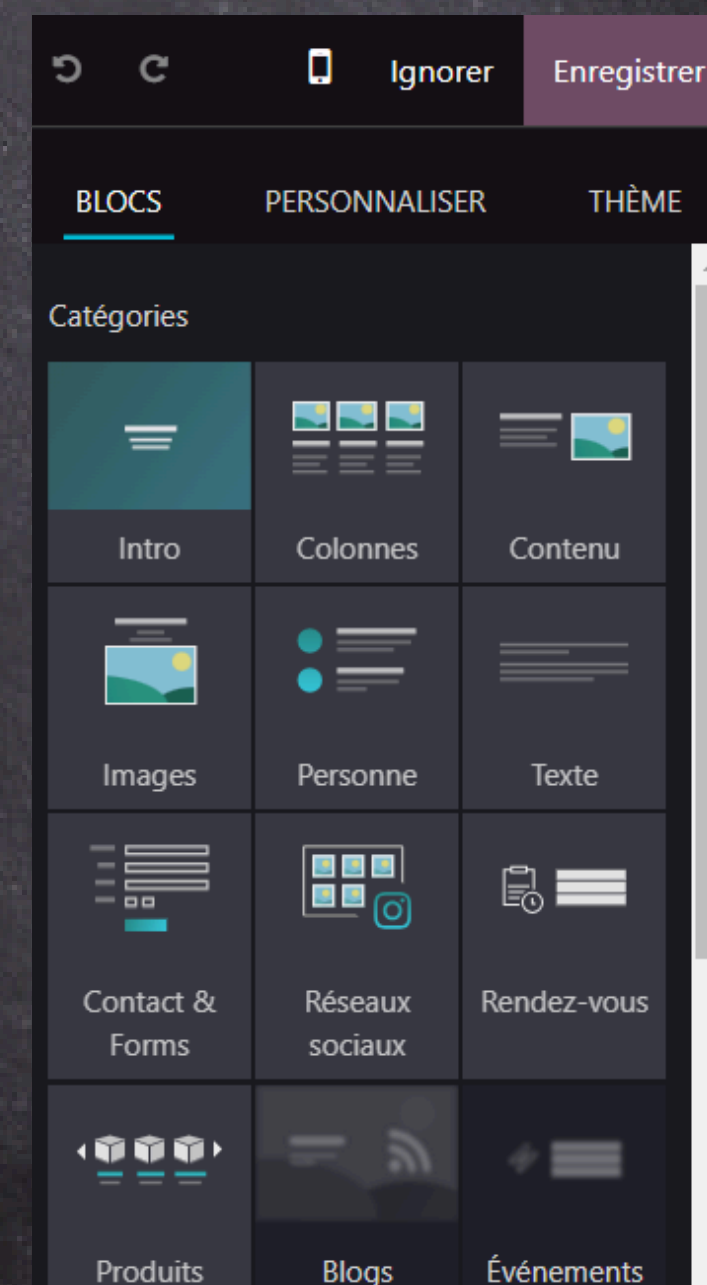 Ignorer Enregistrer
BLOCS PERSONNALISER THÈME
Catégories
Intro Colonnes Contenu
Images Personne Texte
Contact & Réseaux Rendez-vous
Forms sociaux
Produits Blogs Événements